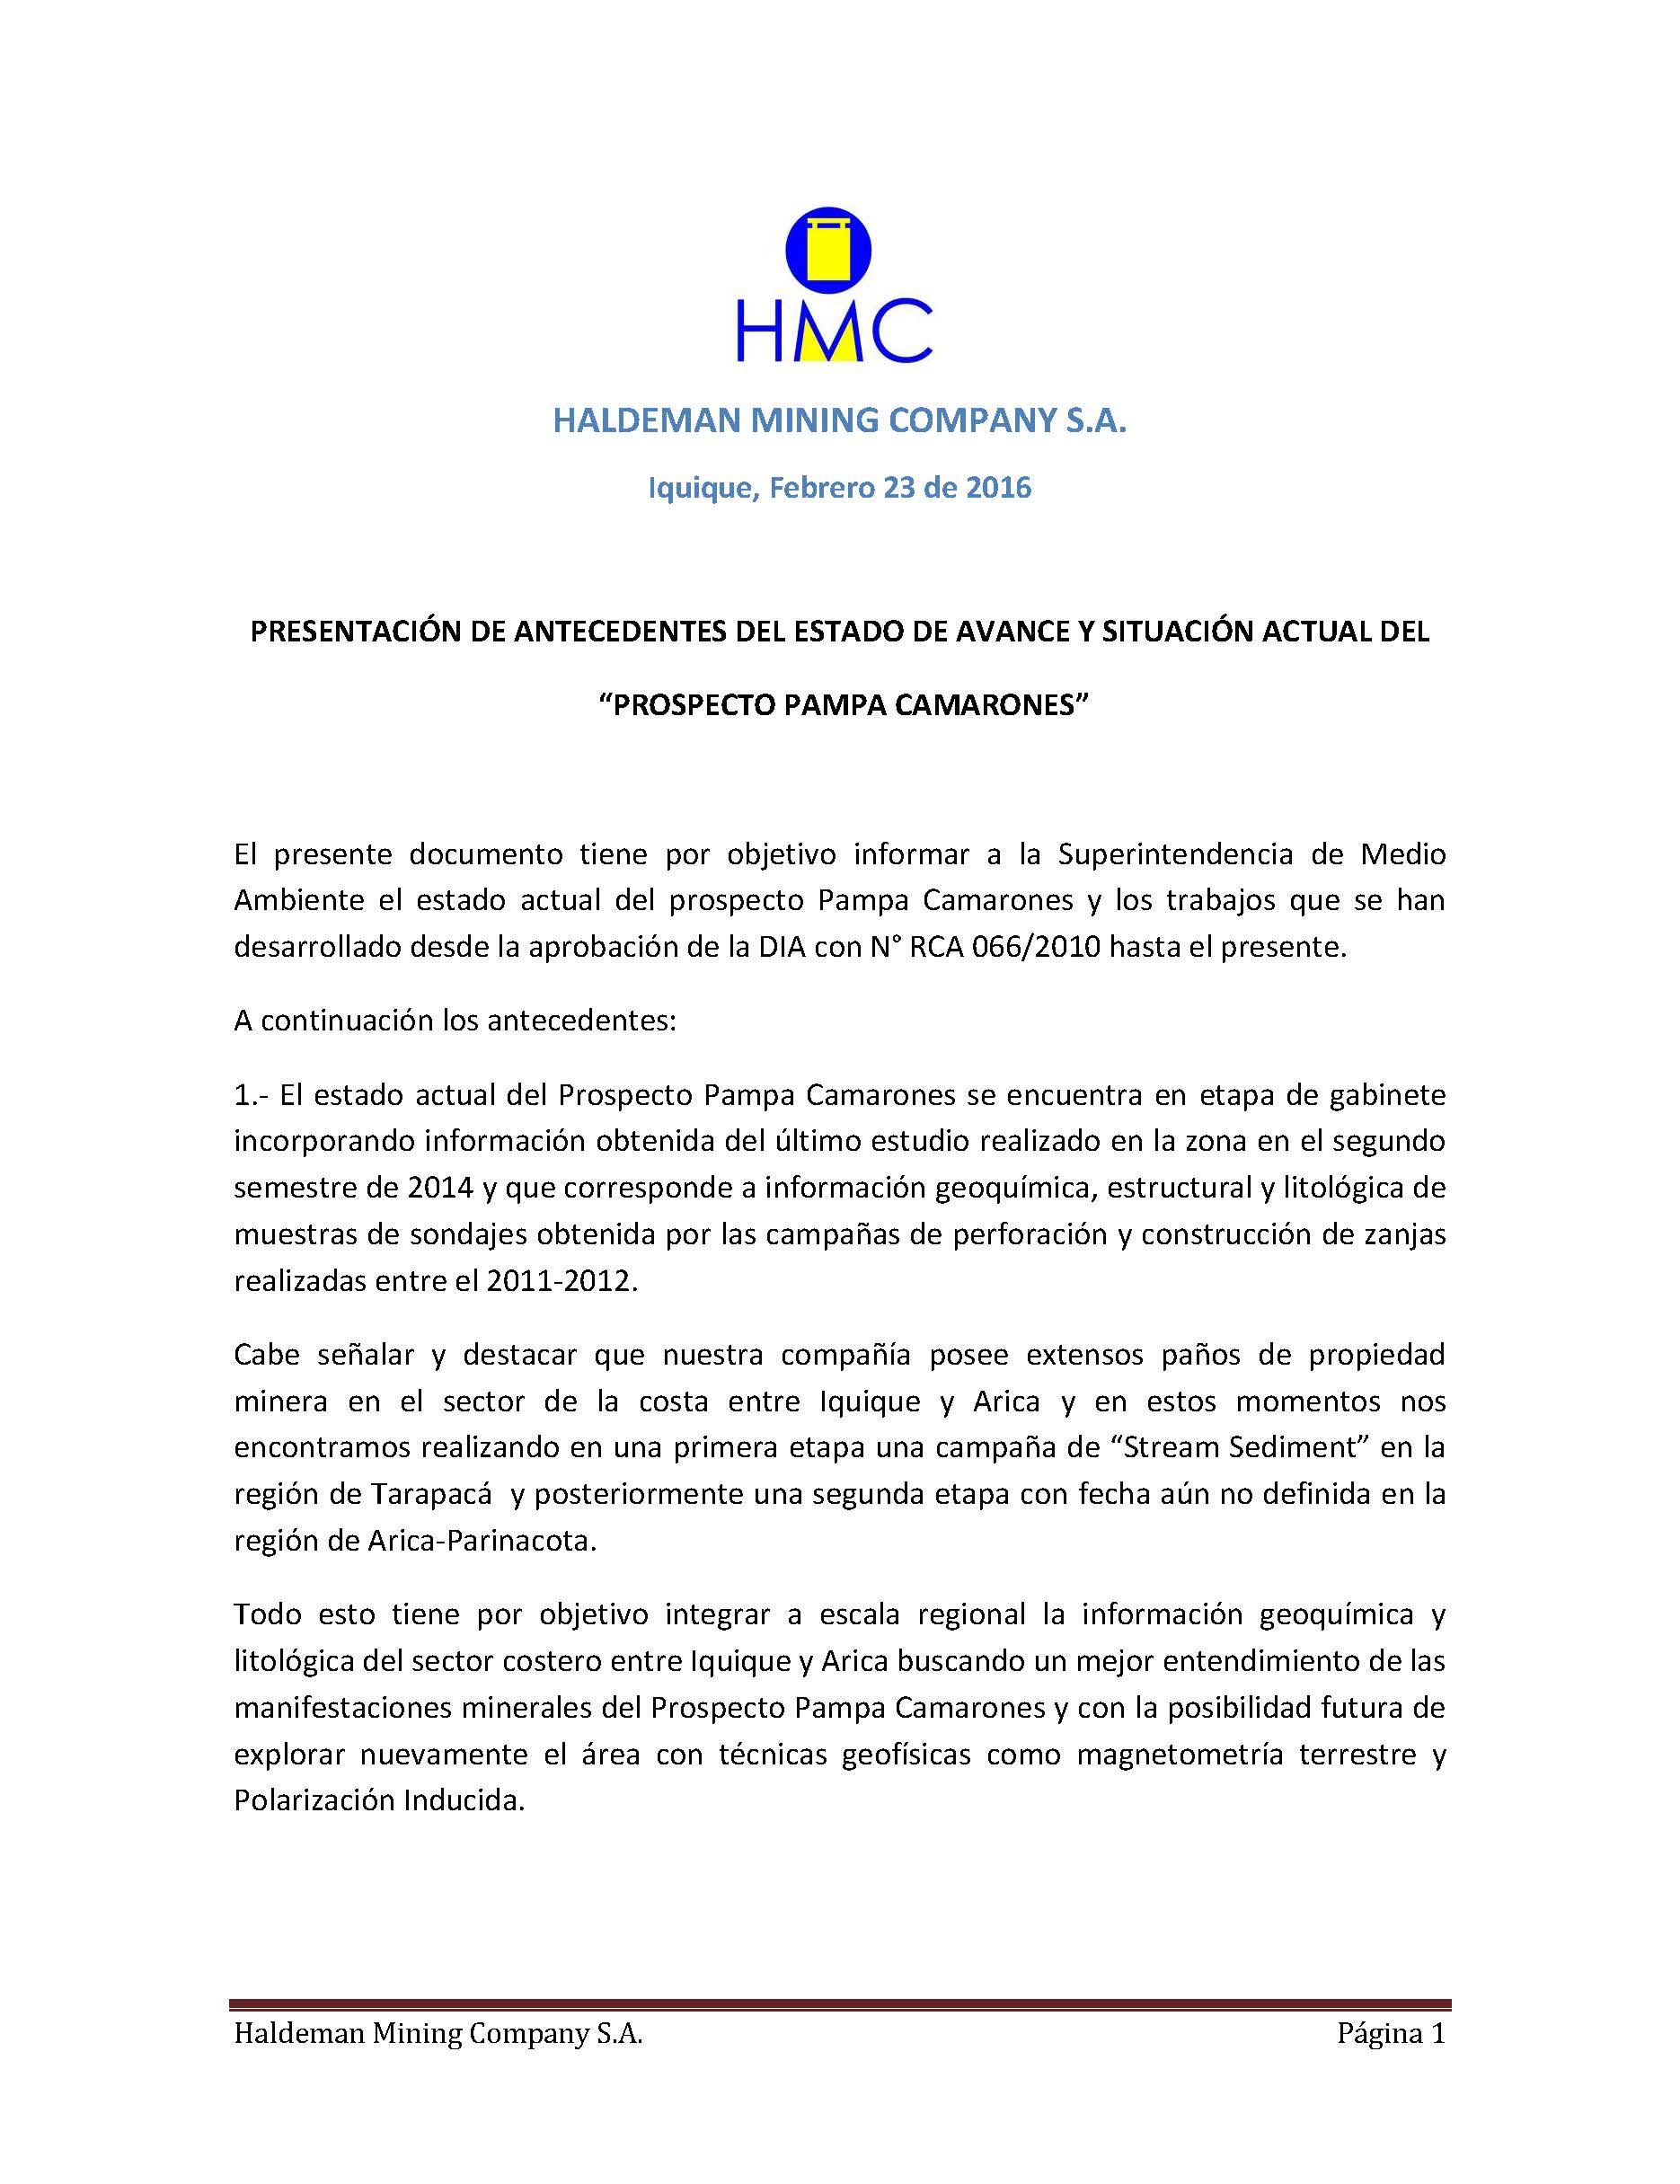 HMC
HALDEMAN MINING COMPANY S.A.
Iquique, Febrero 23 de 2016
PRESENTACIÓN DE ANTECEDENTES DEL ESTADO DE AVANCE Y SITUACIÓN ACTUAL DEL
“PROSPECTO PAMPA CAMARONES”
El presente documento tiene por objetivo informar a la Superintendencia de Medio
Ambiente el estado actual del prospecto Pampa Camarones y los trabajos que se han
desarrollado desde la aprobación de la DIA con N° RCA 066/2010 hasta el presente.
A continuación los antecedentes:
1.- El estado actual del Prospecto Pampa Camarones se encuentra en etapa de gabinete
incorporando información obtenida del último estudio realizado en la zona en el segundo
semestre de 2014 y que corresponde a información geoquímica, estructural y litológica de
muestras de sondajes obtenida por las campañas de perforación y construcción de zanjas
realizadas entre el 2011-2012.
Cabe señalar y destacar que nuestra compañía posee extensos paños de propiedad
minera en el sector de la costa entre Iquique y Arica y en estos momentos nos
encontramos realizando en una primera etapa una campaña de “Stream Sediment” en la
región de Tarapacá  y posteriormente una segunda etapa con fecha aún no definida en la
región de Arica-Parinacota.
Todo esto tiene por objetivo integrar a escala regional la información geoquímica y
litológica del sector costero entre Iquique y Arica buscando un mejor entendimiento de las
manifestaciones minerales del Prospecto Pampa Camarones y con la posibilidad futura de
explorar nuevamente el área con técnicas geofísicas como magnetometría terrestre y
Polarización Inducida.
Haldeman Mining Company S.A. Página 1